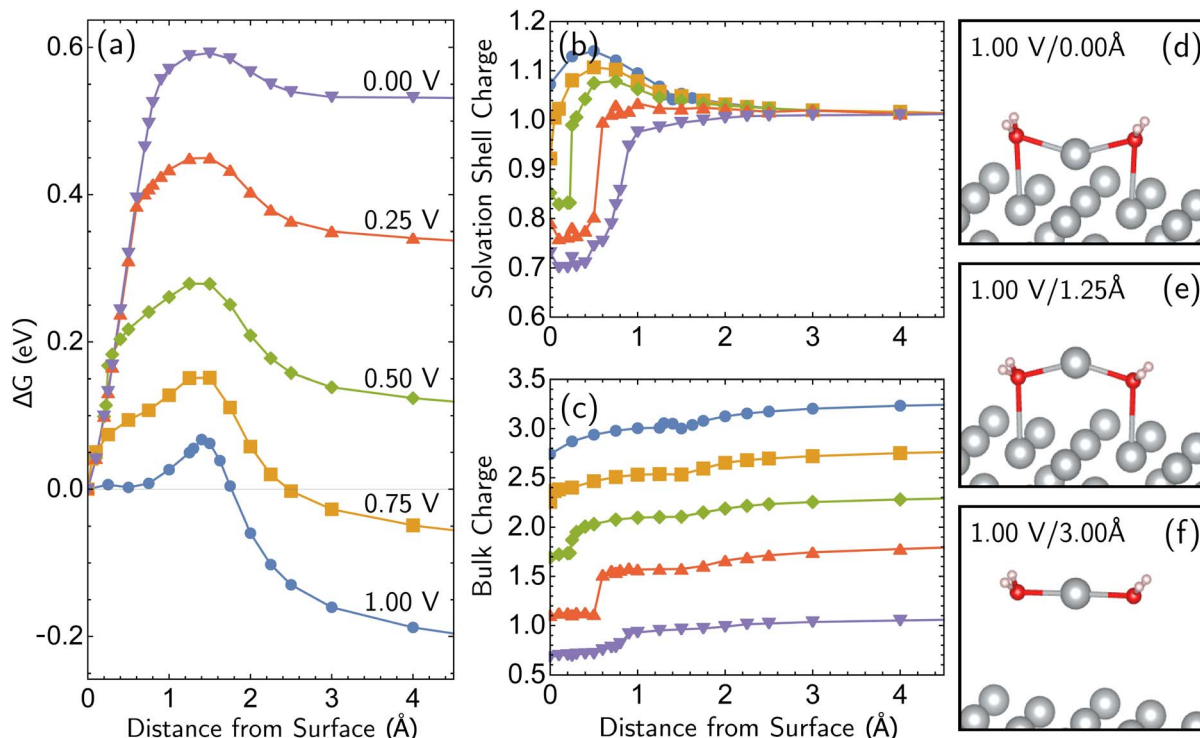 (a)
ΔG (eV)
0.6
0.4
0.2
0.0
-0.2
0.00 V
0.25 V
0.50 V
0.75 V
1.00 V
0 1 2 3 4
Distance from Surface (Å)
(b)
Solvation Shell Charge
1.2
1.1
1.0
0.9
0.8
0.7
0.6
0 1 2 3 4
(c)
Bulk Charge
3.5
3.0
2.5
2.0
1.5
1.0
0.5
0 1 2 3 4
Distance from Surface (Å)
1.00 V/0.00Å (d)
1.00 V/1.25Å (e)
1.00 V/3.00Å (f)